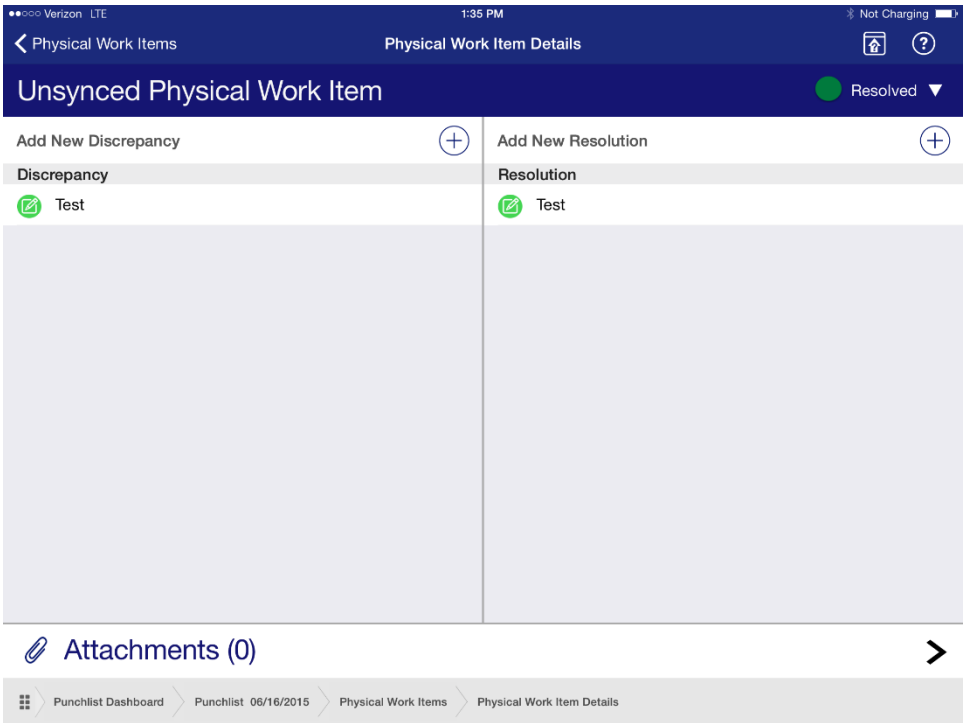 Verizon LTE 1:35 PM Not Charging
Physical Work Items Physical Work Item Details ?
Unsynced Physical Work Item Resolved
Add New Discrepancy Add New Resolution
Discrepancy Resolution
Test Test
Attachments (0)
Punchlist Dashboard Punchlist 06/16/2015 Physical Work Items Physical Work Item Details